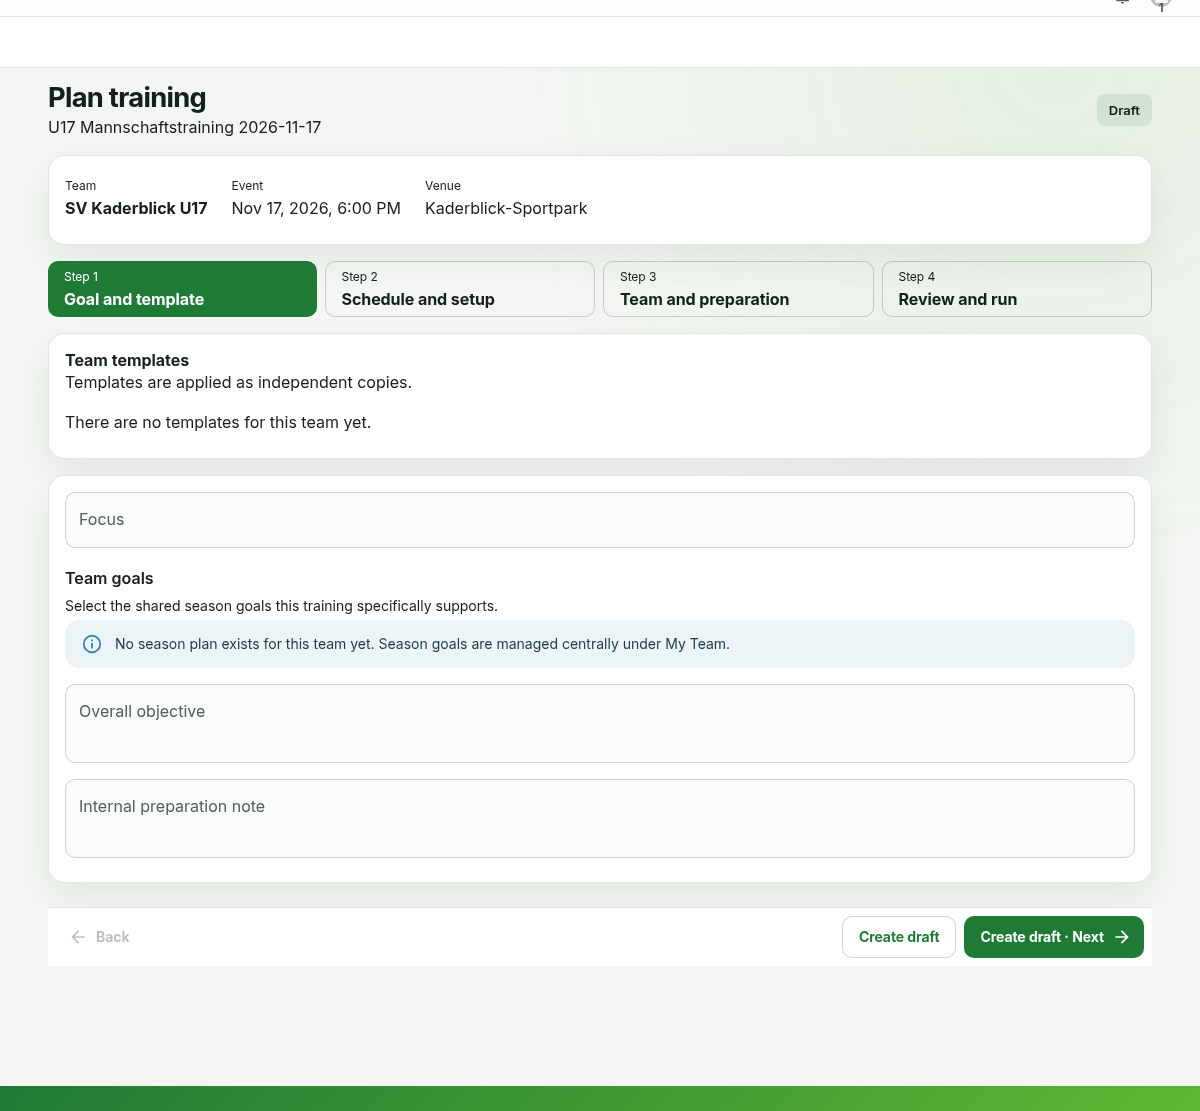 Plan training
U17 Mannschaftstraining 2026-11-17
Draft
Team
SV Kaderblick U17
Event
Nov 17, 2026, 6:00 PM
Venue
Kaderblick-Sportpark
Step 1
Goal and template
Step 2
Schedule and setup
Step 3
Team and preparation
Step 4
Review and run
Team templates
Templates are applied as independent copies.
There are no templates for this team yet.
Focus
Team goals
Select the shared season goals this training specifically supports.
No season plan exists for this team yet. Season goals are managed centrally under My Team.
Overall objective
Internal preparation note
Back
Create draft
Create draft · Next